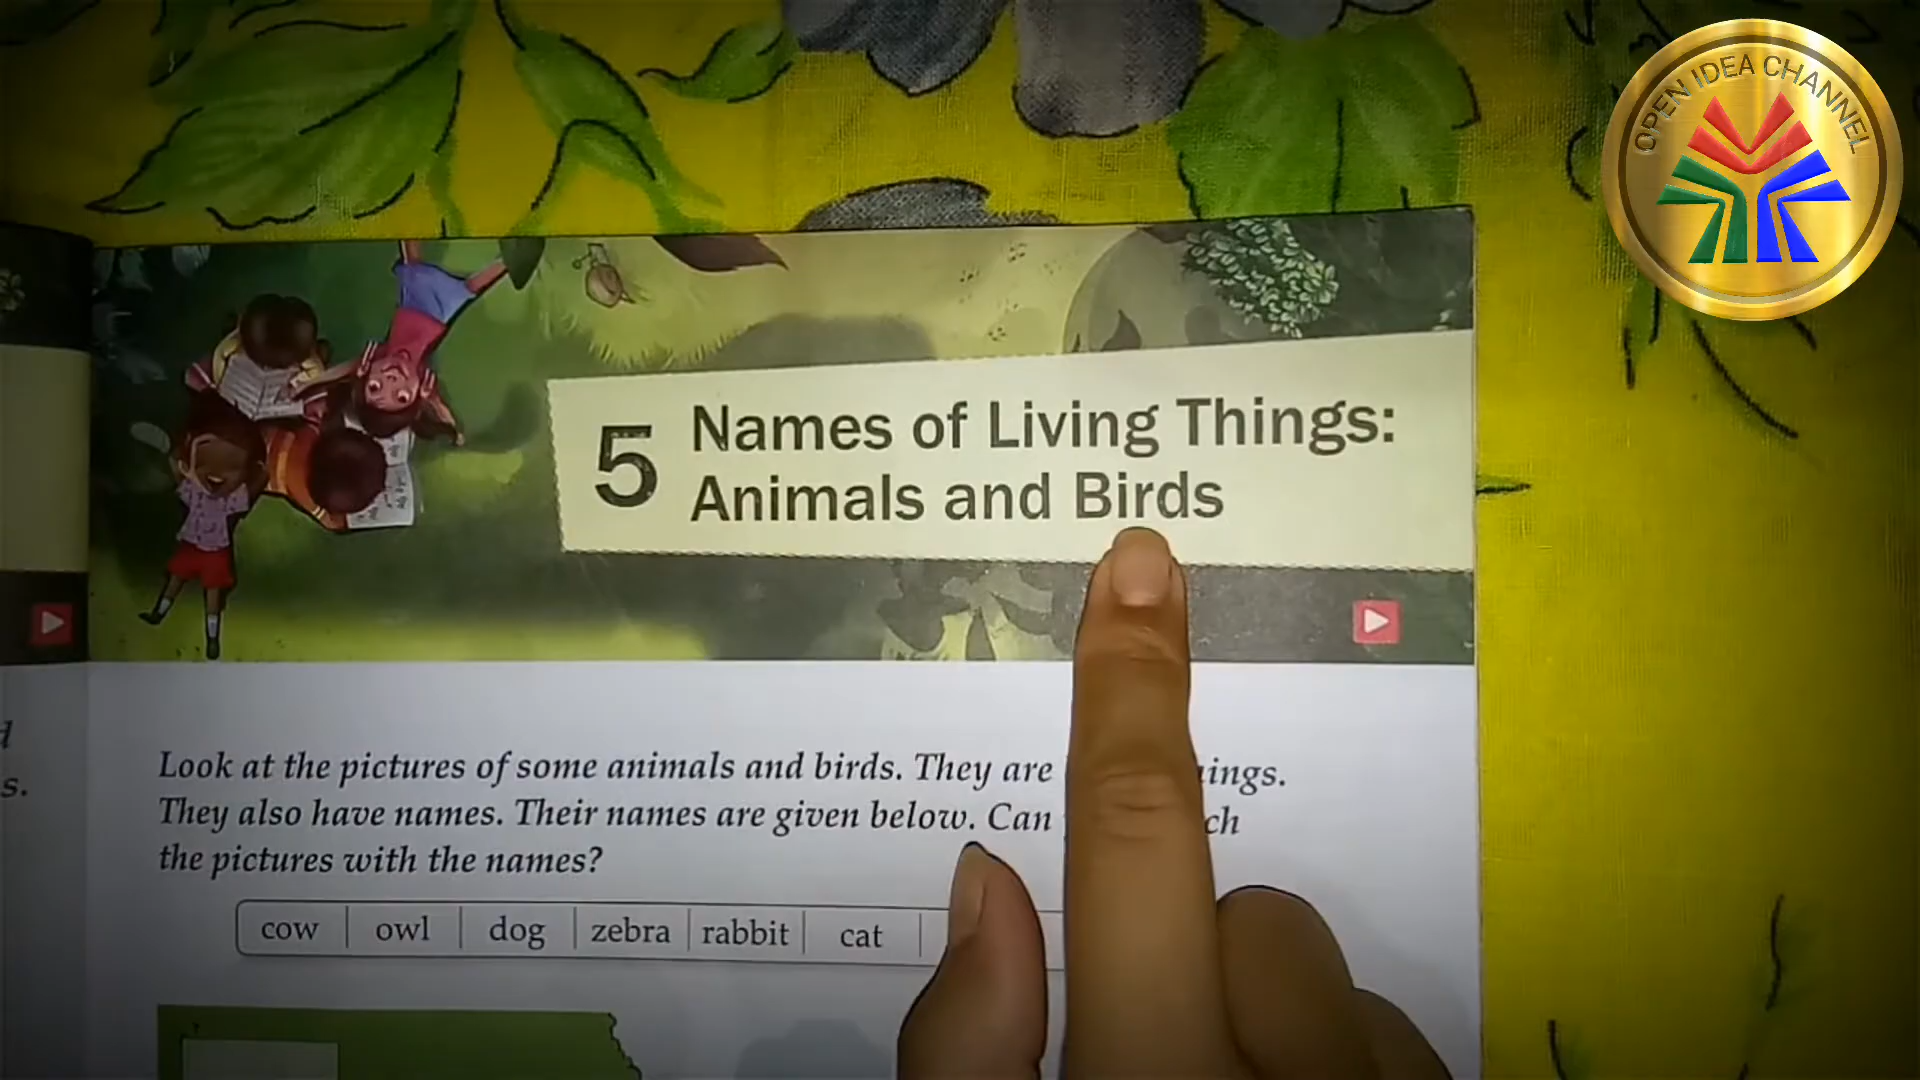 OPEN IDEA CHANNEL
5 Names of Living Things:
Animals and Birds
Look at the pictures of some animals and birds. They are
They also have names. Their names are given below. Can
the pictures with the names?
cow owl dog zebra rabbit cat